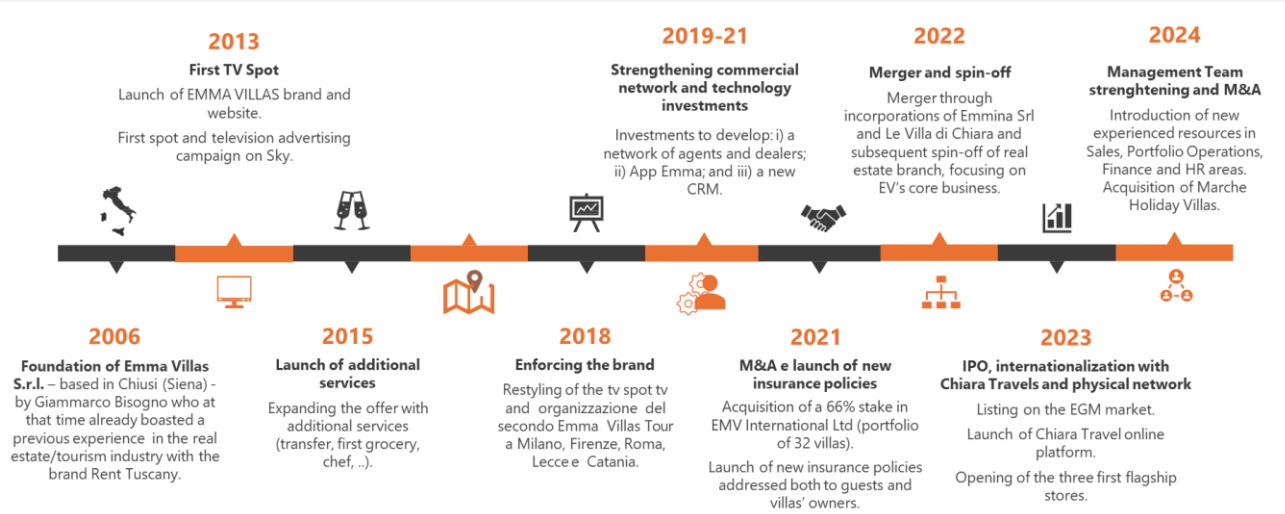 2013
First TV Spot
Launch of EMMA VILLAS brand and
website.
First spot and television advertising
campaign on Sky.
2019-21
Strengthening commercial
network and technology
investments
Investments to develop: i) a
network of agents and dealers;
ii) App Emma; and iii) a new
CRM.
2022
Merger and spin-off
Merger through
incorporations of Emmina Srl
and Le Villa di Chiara and
subsequent spin-off of real
estate branch, focusing on
EV's core business.
2024
Management Team
strenghtening and M&A
Introduction of new
experienced resources in
Sales, Portfolio Operations,
Finance and HR areas.
Acquisition of Marche
Holiday Villas.
2006
Foundation of Emma Villas
S.r.l. – based in Chiusi (Siena) -
by Giammarco Bisogno who at
that time already boasted a
previous experience in the real
estate/tourism industry with the
brand Rent Tuscany.
2015
Launch of additional
services
Expanding the offer with
additional services
(transfer, first grocery,
chef, ..).
2018
Enforcing the brand
Restyling of the tv spot tv
and organizzazione del
secondo Emma Villas Tour
a Milano, Firenze, Roma,
Lecce e Catania.
2021
M&A e launch of new
insurance policies
Acquisition of a 66% stake in
EMV International Ltd (portfolio
of 32 villas).
Launch of new insurance policies
addressed both to guests and
villas' owners.
2023
IPO, internationalization with
Chiara Travels and physical network
Listing on the EGM market.
Launch of Chiara Travel online
platform.
Opening of the three first flagship
stores.